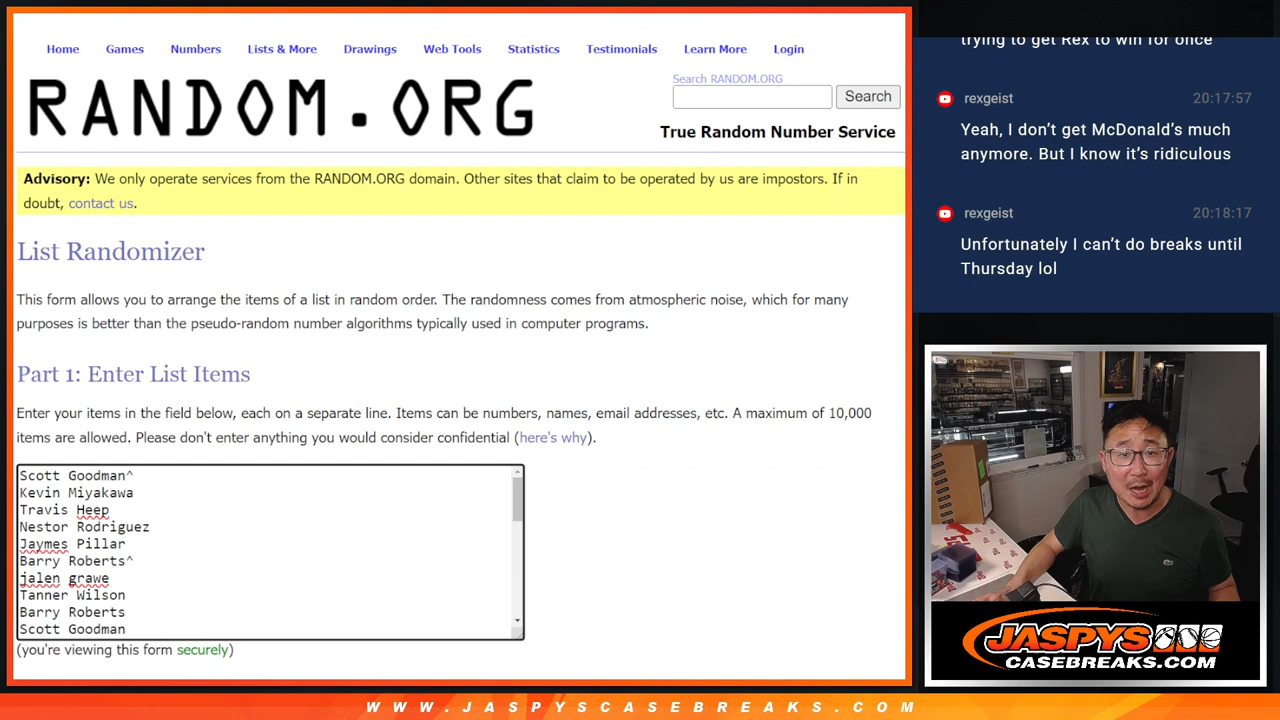 Home Games Numbers Lists & More Drawings Web Tools Statistics Testimonials Learn More Login
RANDOM.ORG
Search RANDOM.ORG
Search
True Random Number Service
Advisory: We only operate services from the RANDOM.ORG domain. Other sites that claim to be operated by us are impostors. If in
doubt, contact us.
List Randomizer
This form allows you to arrange the items of a list in random order. The randomness comes from atmospheric noise, which for many
purposes is better than the pseudo-random number algorithms typically used in computer programs.
Part 1: Enter List Items
Enter your items in the field below, each on a separate line. Items can be numbers, names, email addresses, etc. A maximum of 10,000
items are allowed. Please don't enter anything you would consider confidential (here's why).
Scott Goodman^
Kevin Miyakawa
Travis Heep
Nestor Rodriguez
Jaymes Pillar
Barry Roberts^
jalen grawe
Tanner Wilson
Barry Roberts
Scott Goodman
(you're viewing this form securely)
trying to get Rex to win for once
rexgeist 20:17:57
Yeah, I don't get McDonald's much
anymore. But I know it's ridiculous
rexgeist 20:18:17
Unfortunately I can't do breaks until
Thursday lol
JASPYS
CASEBREAKS.COM
WWW.JASPYSCASEBREAKS.COM